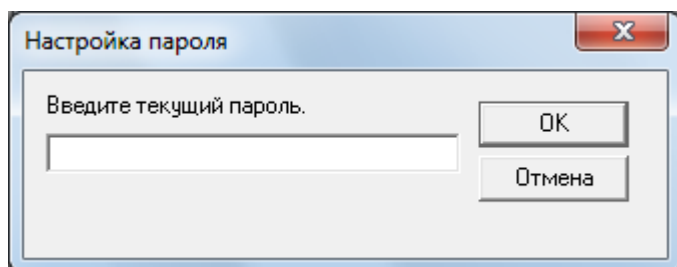 Настройка пароля
Введите текущий пароль.
OK
Отмена